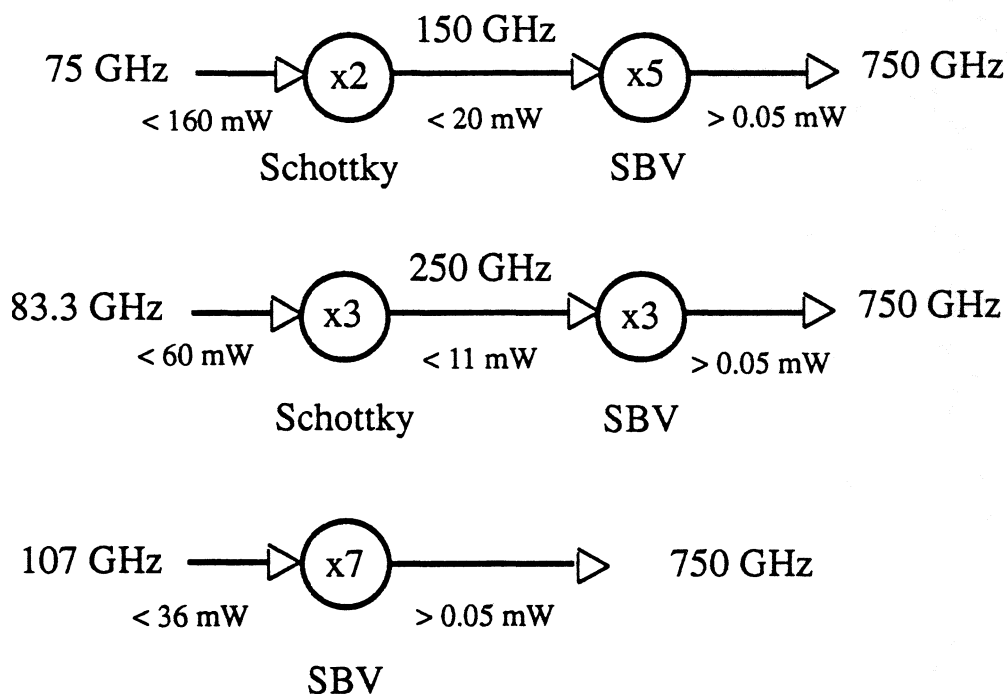 150 GHz
75 GHz x2 x5 750 GHz
< 160 mW < 20 mW > 0.05 mW
Schottky SBV
250 GHz
83.3 GHz x3 x3 750 GHz
< 60 mW < 11 mW > 0.05 mW
Schottky SBV
107 GHz x7 750 GHz
< 36 mW > 0.05 mW
SBV